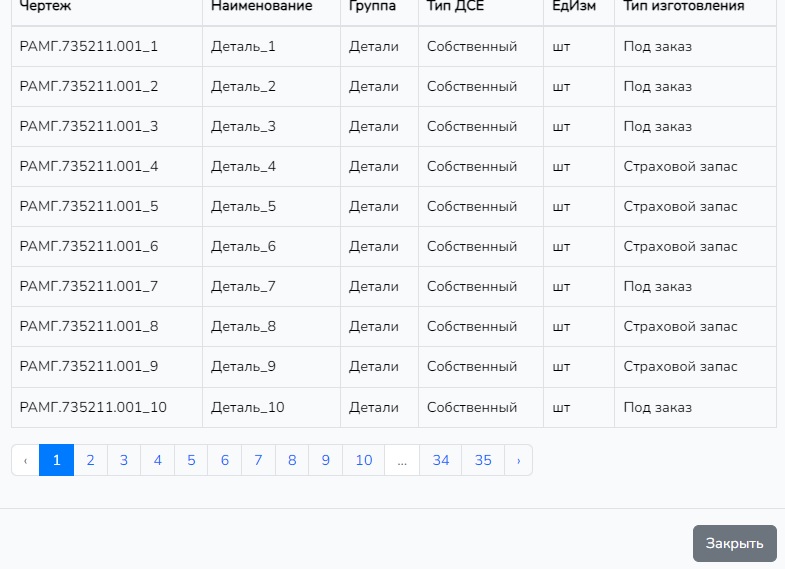 Чертеж Наименование Группа Тип ДСЕ ЕдИзм Тип изготовления
РАМГ.735211.001_1 Деталь_1 Детали Собственный шт Под заказ
РАМГ.735211.001_2 Деталь_2 Детали Собственный шт Под заказ
РАМГ.735211.001_3 Деталь_3 Детали Собственный шт Под заказ
РАМГ.735211.001_4 Деталь_4 Детали Собственный шт Страховой запас
РАМГ.735211.001_5 Деталь_5 Детали Собственный шт Страховой запас
РАМГ.735211.001_6 Деталь_6 Детали Собственный шт Страховой запас
РАМГ.735211.001_7 Деталь_7 Детали Собственный шт Под заказ
РАМГ.735211.001_8 Деталь_8 Детали Собственный шт Страховой запас
РАМГ.735211.001_9 Деталь_9 Детали Собственный шт Страховой запас
РАМГ.735211.001_10 Деталь_10 Детали Собственный шт Под заказ
‹ 1 2 3 4 5 6 7 8 9 10 ... 34 35 ›
Закрыть